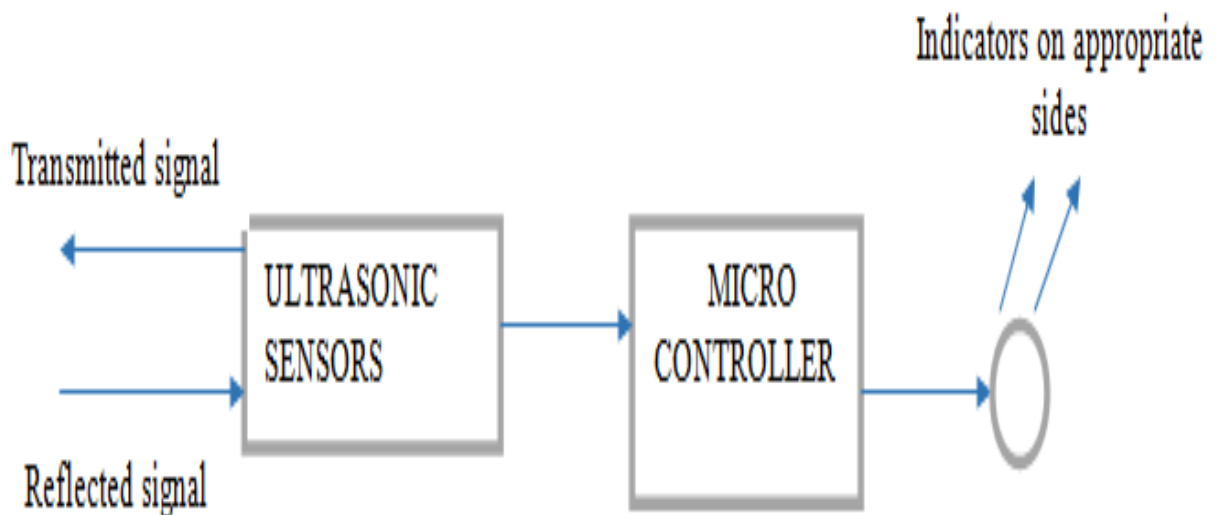 Indicators on appropriate
sides
Transmitted signal
ULTRASONIC
SENSORS
MICRO
CONTROLLER
Reflected signal